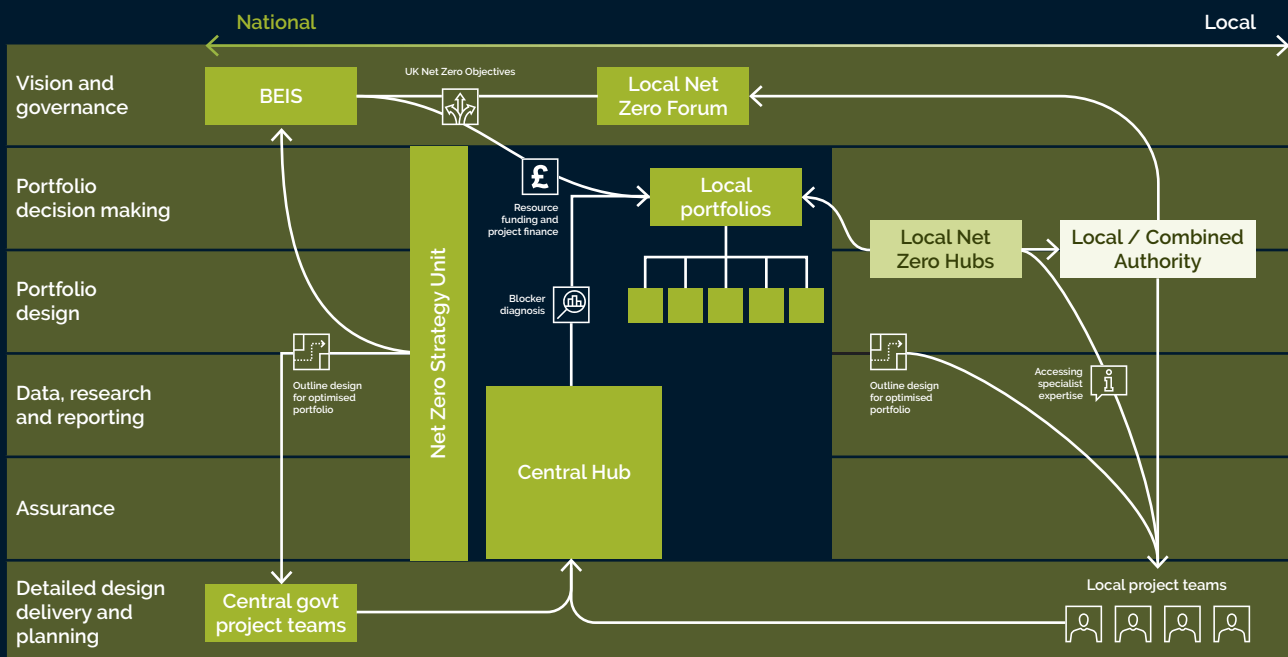 National
Local
Vision and
governance
BEIS
UK Net Zero Objectives
Local Net
Zero Forum
Portfolio
decision making
£
Resource
funding and
project finance
Local
portfolios
Local Net
Zero Hubs
Local / Combined
Authority
Portfolio
design
Net Zero Strategy Unit
Blocker
diagnosis
Outline design
for optimised
portfolio
Outline design
for optimised
portfolio
Accessing
specialist
expertise
i
Data, research
and reporting
Central Hub
Assurance
Detailed design
delivery and
planning
Central govt
project teams
Local project teams